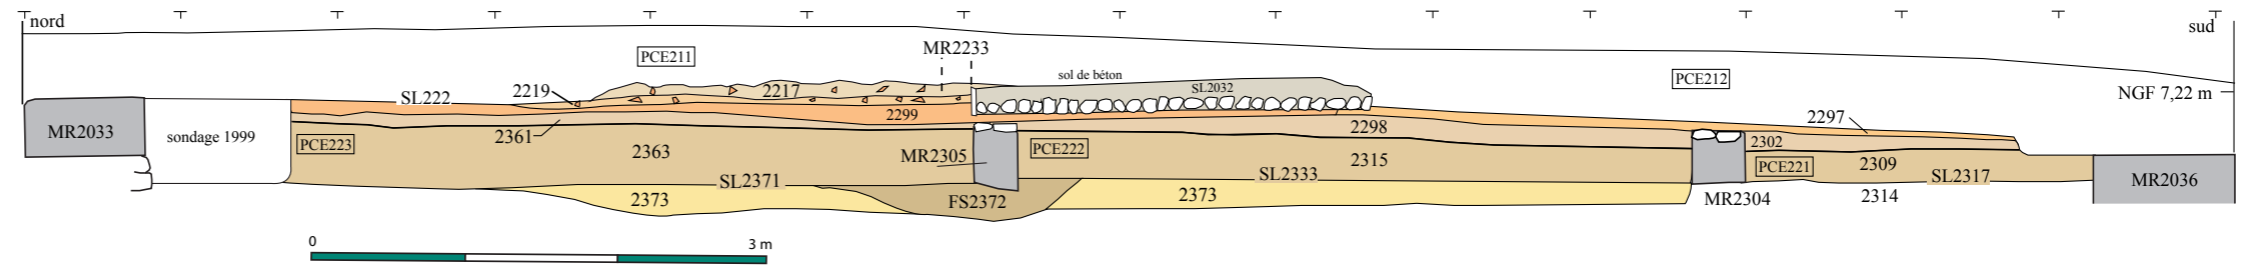 nord
sud
PCE211
MR2233
sol de béton
PCE212
NGF 7,22 m
2219
2217
SL2032
SL222
2299
2297
MR2033
sondage 1999
PCE223
2361
2363
MR2305
PCE222
2298
2315
2302
PCE221
2309
MR2036
SL2371
SL2333
SL2317
2373
FS2372
2373
MR2304
2314
0
3 m